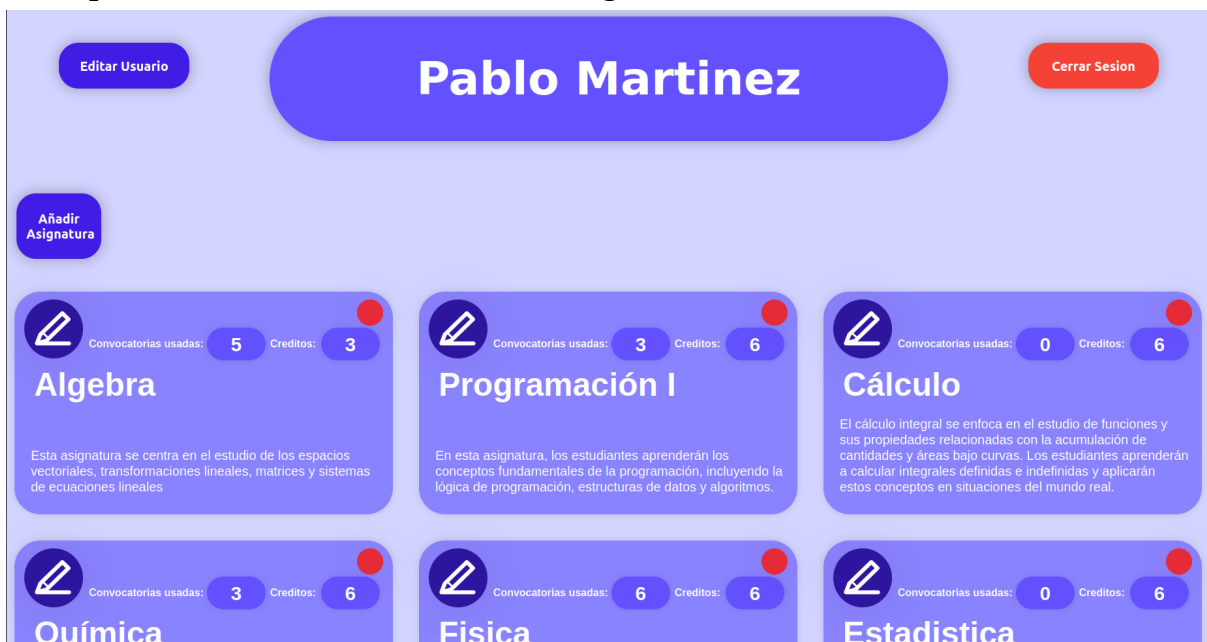 Editar Usuario
Pablo Martinez
Cerrar Sesion
Añadir
Asignatura
Convocatorias usadas: 5 Creditos: 3
Algebra
Esta asignatura se centra en el estudio de los espacios
vectoriales, transformaciones lineales, matrices y sistemas
de ecuaciones lineales
Convocatorias usadas: 3 Creditos: 6
Programación I
En esta asignatura, los estudiantes aprenderán los
conceptos fundamentales de la programación, incluyendo la
lógica de programación, estructuras de datos y algoritmos.
Convocatorias usadas: 0 Creditos: 6
Cálculo
El cálculo integral se enfoca en el estudio de funciones y
sus propiedades relacionadas con la acumulación de
cantidades y áreas bajo curvas. Los estudiantes aprenderán
a calcular integrales definidas e indefinidas y aplicarán
estos conceptos en situaciones del mundo real.
Convocatorias usadas: 3 Creditos: 6
Química
Convocatorias usadas: 6 Creditos: 6
Fisica
Convocatorias usadas: 0 Creditos: 6
Estadistica